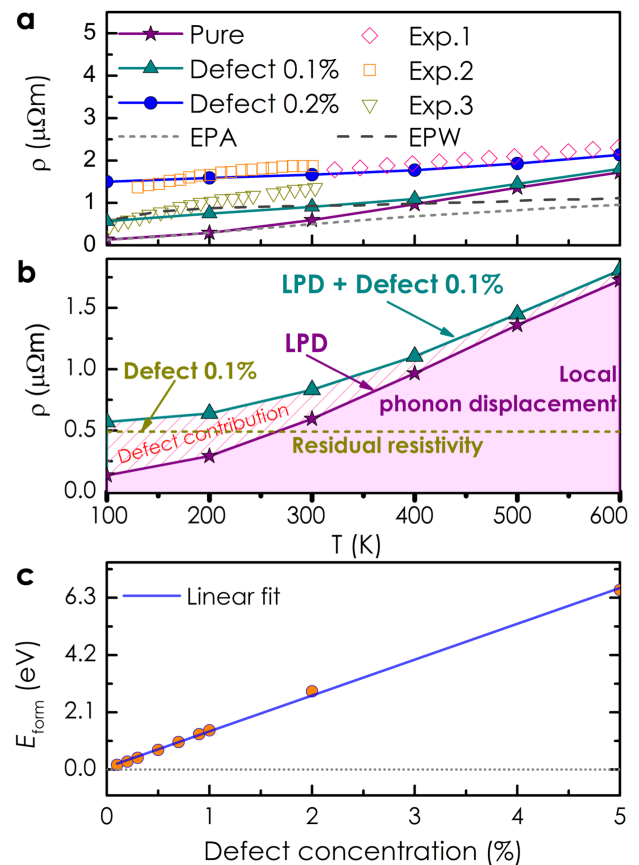 a
Pure
Exp.1
Defect 0.1%
Exp.2
Defect 0.2%
Exp.3
EPA
EPW
ρ (μΩm)
5
4
3
2
1
0
b
LPD + Defect 0.1%
LPD
Defect 0.1%
Local
phonon displacement
Defect contribution
Residual resistivity
ρ (μΩm)
1.5
1.0
0.5
0.0
100 200 300 400 500 600
T (K)
c
Linear fit
E form (eV)
6.3
4.2
2.1
0.0
0 1 2 3 4 5
Defect concentration (%)